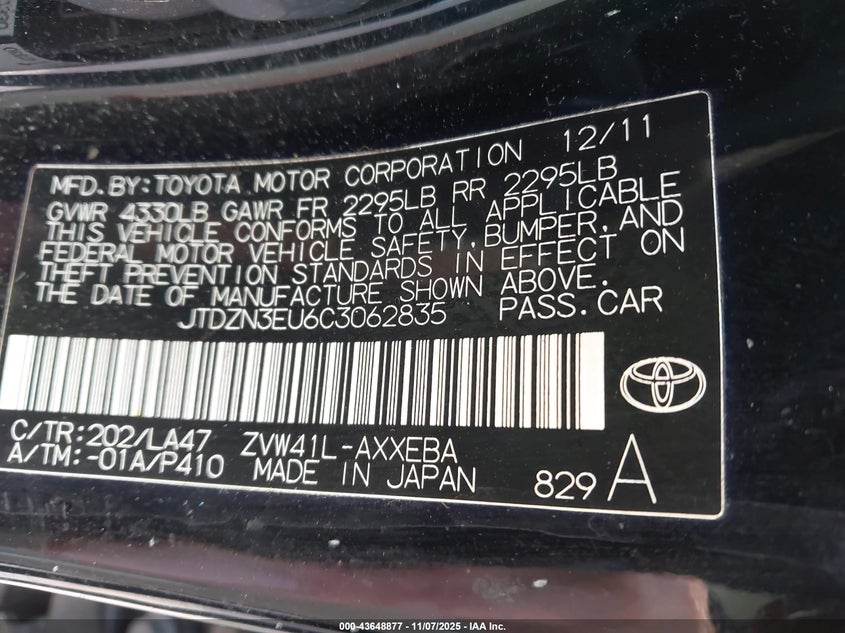 12/11
MFD. BY: TOYOTA MOTOR CORPORATION
GVWR 4330LB GAWR FR 2295LB RR 2295LB
THIS VEHICLE CONFORMS TO ALL APPLICABLE
FEDERAL MOTOR VEHICLE SAFETY, BUMPER, AND
THEFT PREVENTION STANDARDS IN EFFECT ON
THE DATE OF MANUFACTURE SHOWN ABOVE.
JTDZN3EU6C3062835 PASS. CAR
C/TR: 202/LA47 ZVW41L-AXXEBA
A/TM: -01A/P410 MADE IN JAPAN
829 A
000-43648877 - 11/07/2025 - IAA Inc.